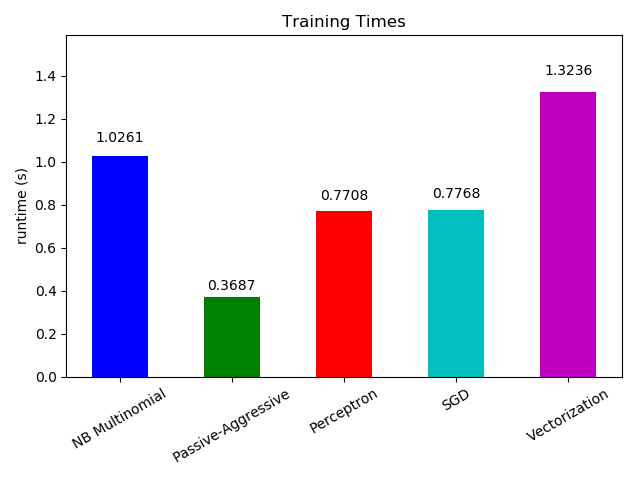 Training Times
runtime (s)
1.4
1.2
1.0
0.8
0.6
0.4
0.2
0.0
1.0261
0.3687
0.7708
0.7768
1.3236
NB Multinomial
Passive-Aggressive
Perceptron
SGD
Vectorization